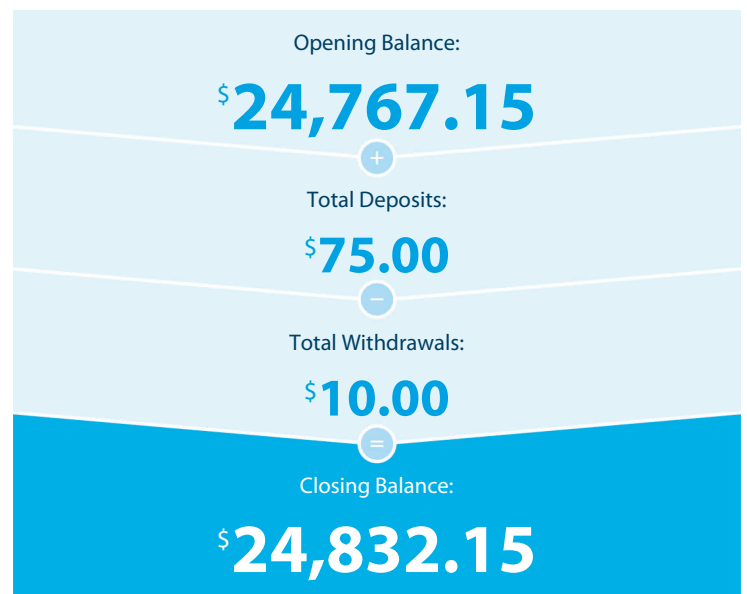 Opening Balance:
$24,767.15
+
Total Deposits:
$75.00
−
Total Withdrawals:
$10.00
=
Closing Balance:
$24,832.15